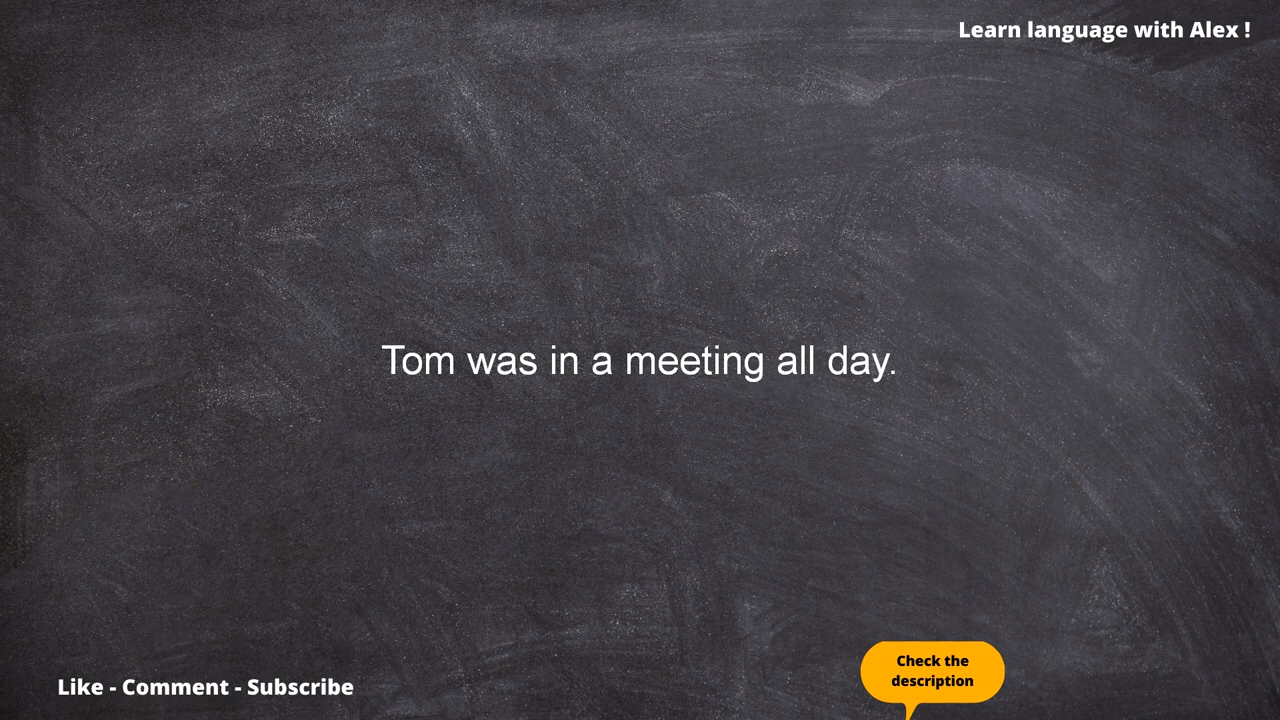 Learn language with Alex !
Tom was in a meeting all day.
Check the
description
Like - Comment - Subscribe